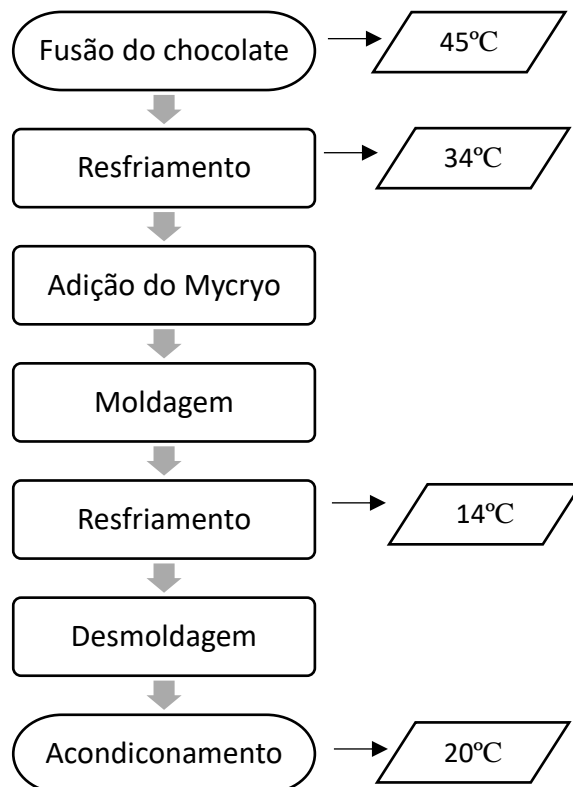 Fusão do chocolate
45ºC
Resfriamento
34ºC
Adição do Mycryo
Moldagem
Resfriamento
14ºC
Desmoldagem
Acondiconamento
20ºC